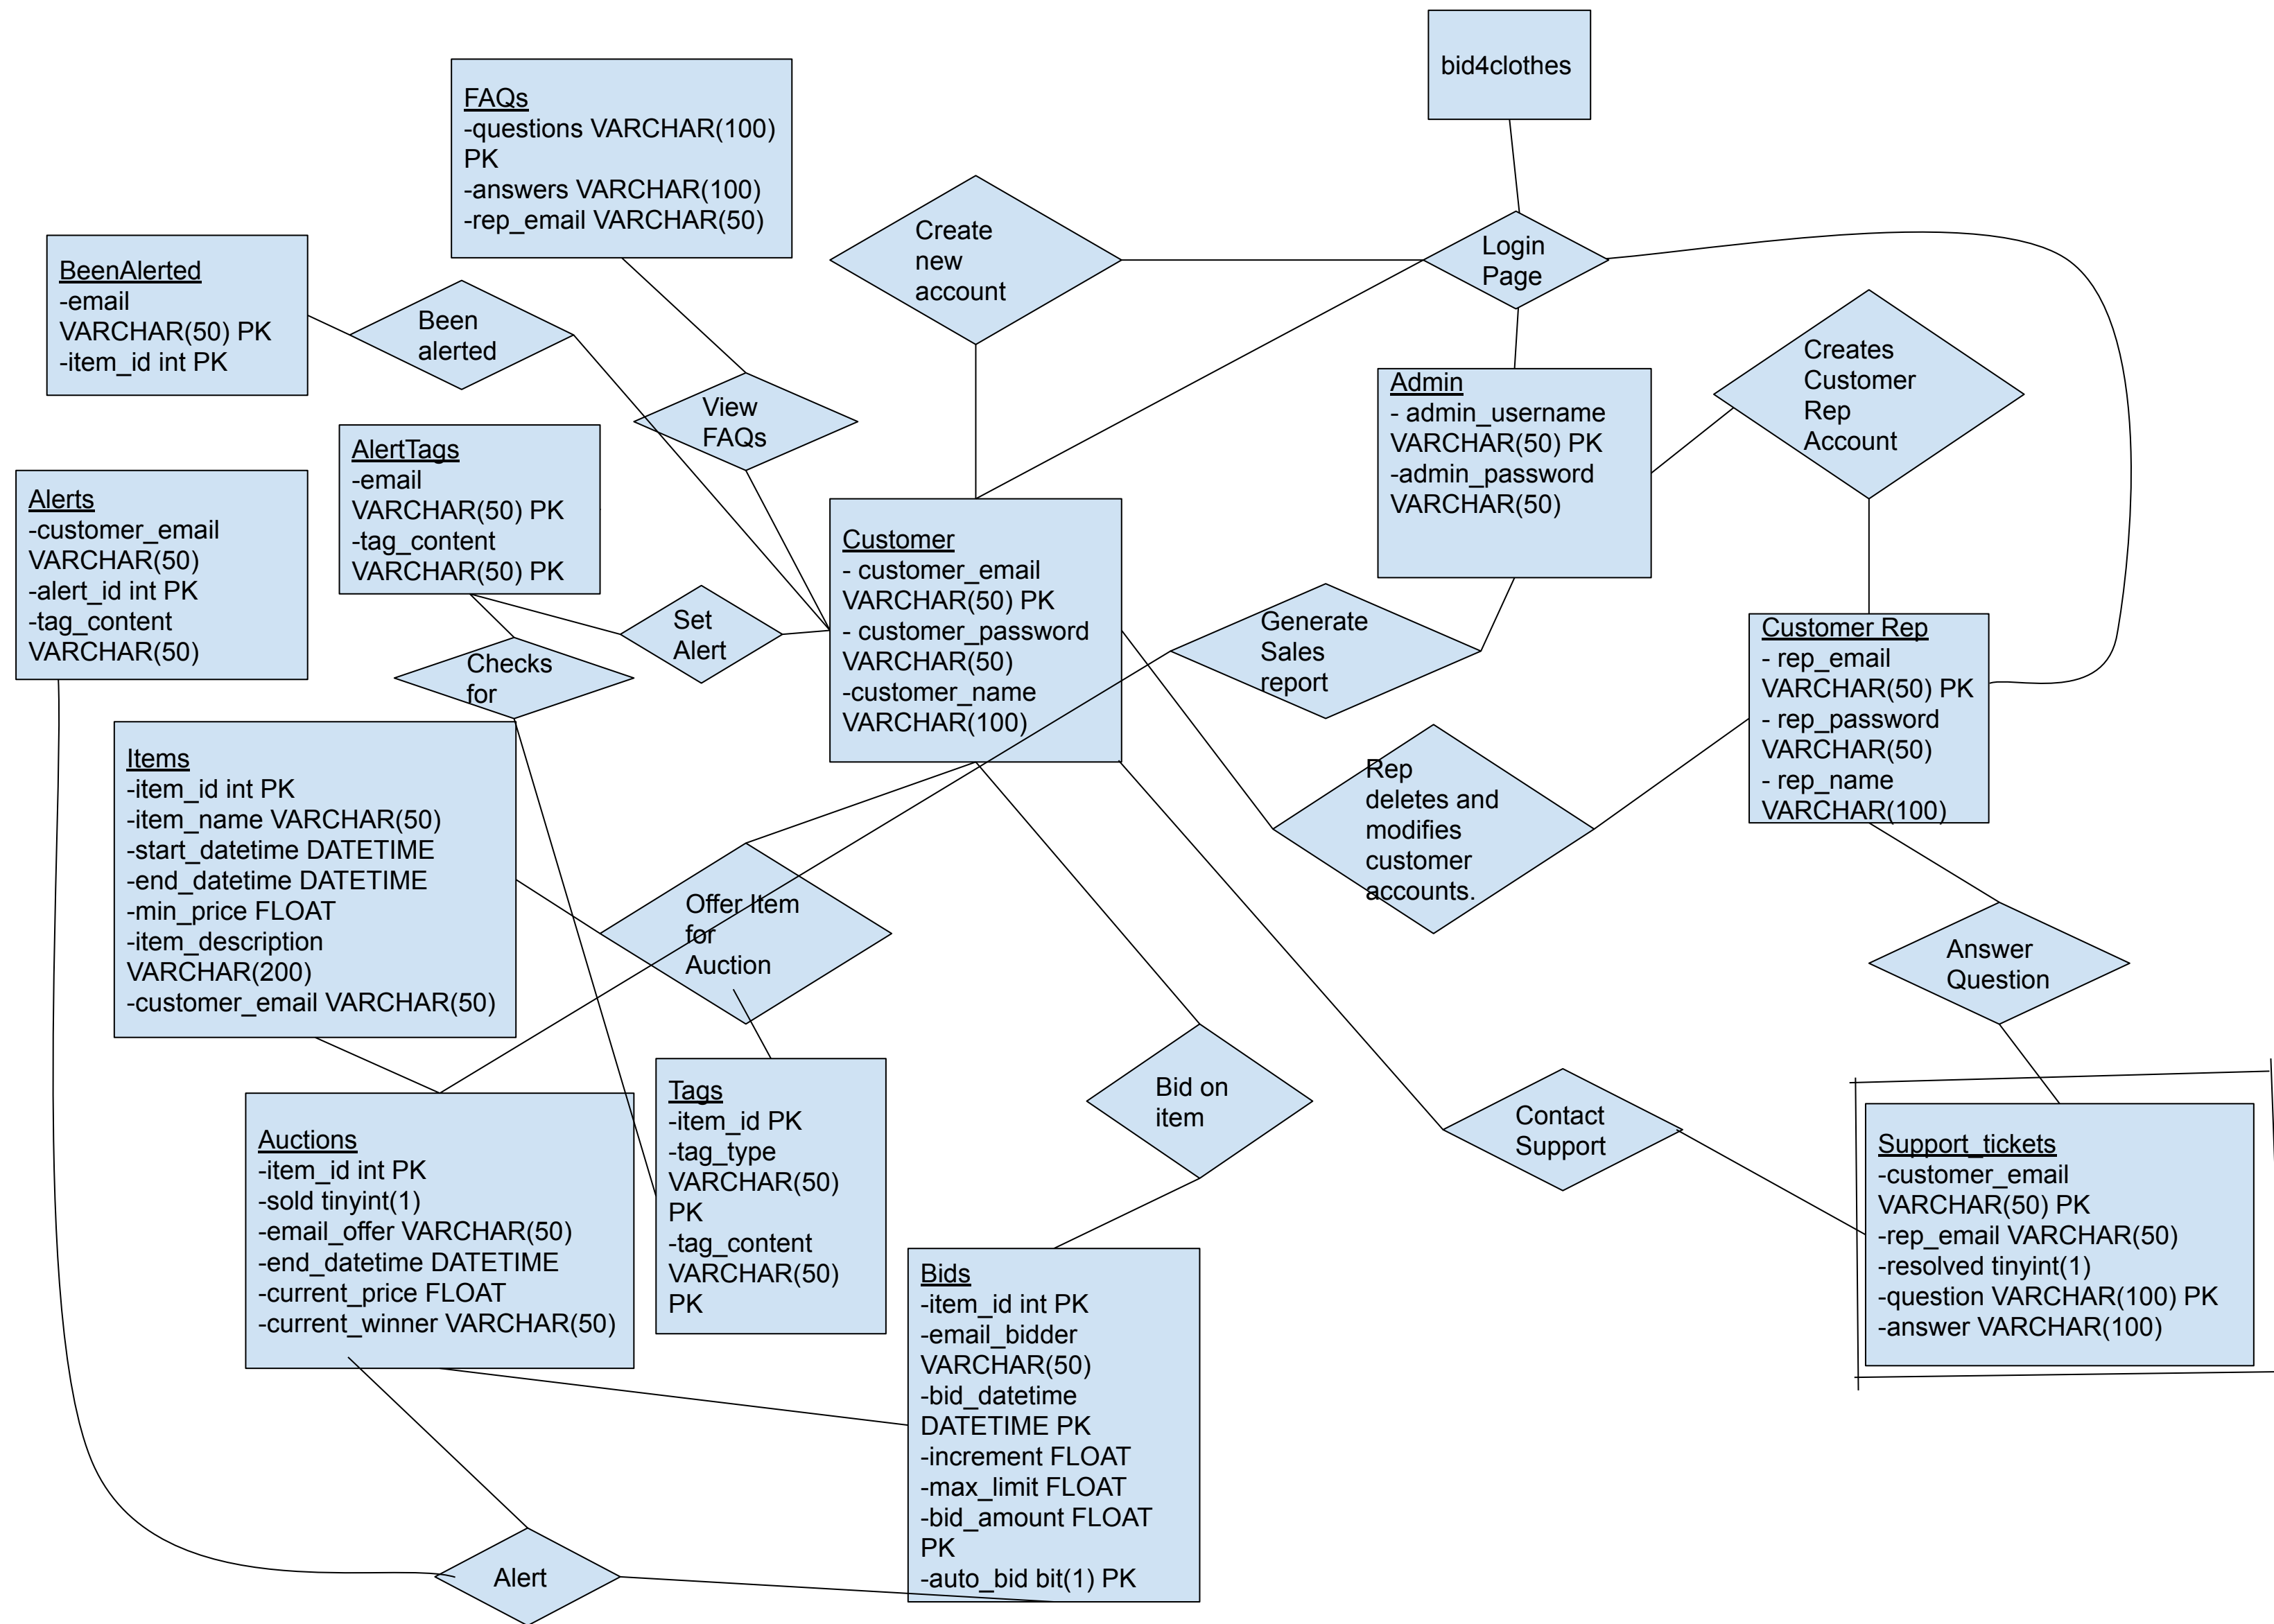 bid4clothes
FAQs
-questions VARCHAR(100)
PK
-answers VARCHAR(100)
-rep_email VARCHAR(50)
Create
new
account
Login
Page
BeenAlerted
-email
VARCHAR(50) PK
-item_id int PK
Been
alerted
View
FAQs
Creates
Customer
Rep
Account
Admin
- admin_username
VARCHAR(50) PK
-admin_password
VARCHAR(50)
AlertTags
-email
VARCHAR(50) PK
-tag_content
VARCHAR(50) PK
Alerts
-customer_email
VARCHAR(50)
-alert_id int PK
-tag_content
VARCHAR(50)
Customer
- customer_email
VARCHAR(50) PK
- customer_password
VARCHAR(50)
-customer_name
VARCHAR(100)
Set
Alert
Checks
for
Generate
Sales
report
Customer Rep
- rep_email
VARCHAR(50) PK
- rep_password
VARCHAR(50)
- rep_name
VARCHAR(100)
Items
-item_id int PK
-item_name VARCHAR(50)
-start_datetime DATETIME
-end_datetime DATETIME
-min_price FLOAT
-item_description
VARCHAR(200)
-customer_email VARCHAR(50)
Rep
deletes and
modifies
customer
accounts.
Offer Item
for
Auction
Answer
Question
Tags
-item_id PK
-tag_type
VARCHAR(50)
PK
-tag_content
VARCHAR(50)
PK
Bid on
item
Contact
Support
Auctions
-item_id int PK
-sold tinyint(1)
-email_offer VARCHAR(50)
-end_datetime DATETIME
-current_price FLOAT
-current_winner VARCHAR(50)
Support_tickets
-customer_email
VARCHAR(50) PK
-rep_email VARCHAR(50)
-resolved tinyint(1)
-question VARCHAR(100) PK
-answer VARCHAR(100)
Bids
-item_id int PK
-email_bidder
VARCHAR(50)
-bid_datetime
DATETIME PK
-increment FLOAT
-max_limit FLOAT
-bid_amount FLOAT
PK
-auto_bid bit(1) PK
Alert